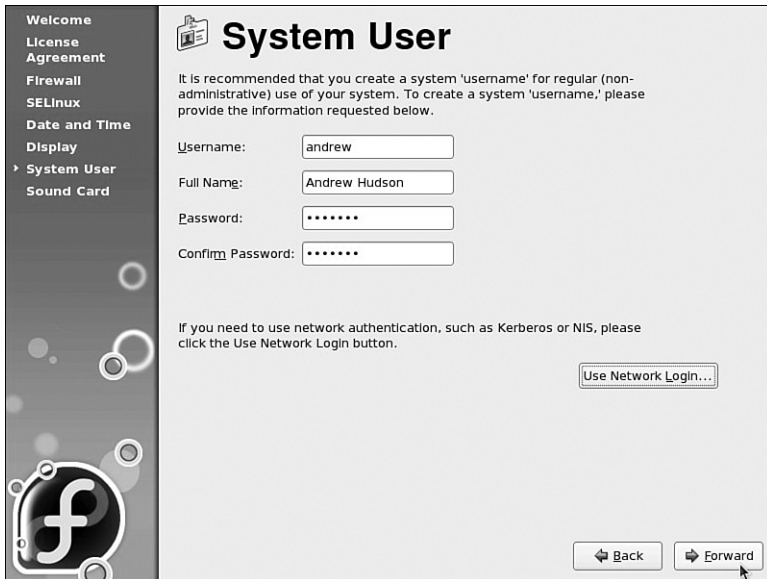 Welcome
License
Agreement
Firewall
SELinux
Date and Time
Display
System User
Sound Card
System User
It is recommended that you create a system 'username' for regular (non-
administrative) use of your system. To create a system 'username,' please
provide the information requested below.
Username: andrew
Full Name: Andrew Hudson
Password: •••••••
Confirm Password: •••••••
If you need to use network authentication, such as Kerberos or NIS, please
click the Use Network Login button.
Use Network Login...
Back Forward